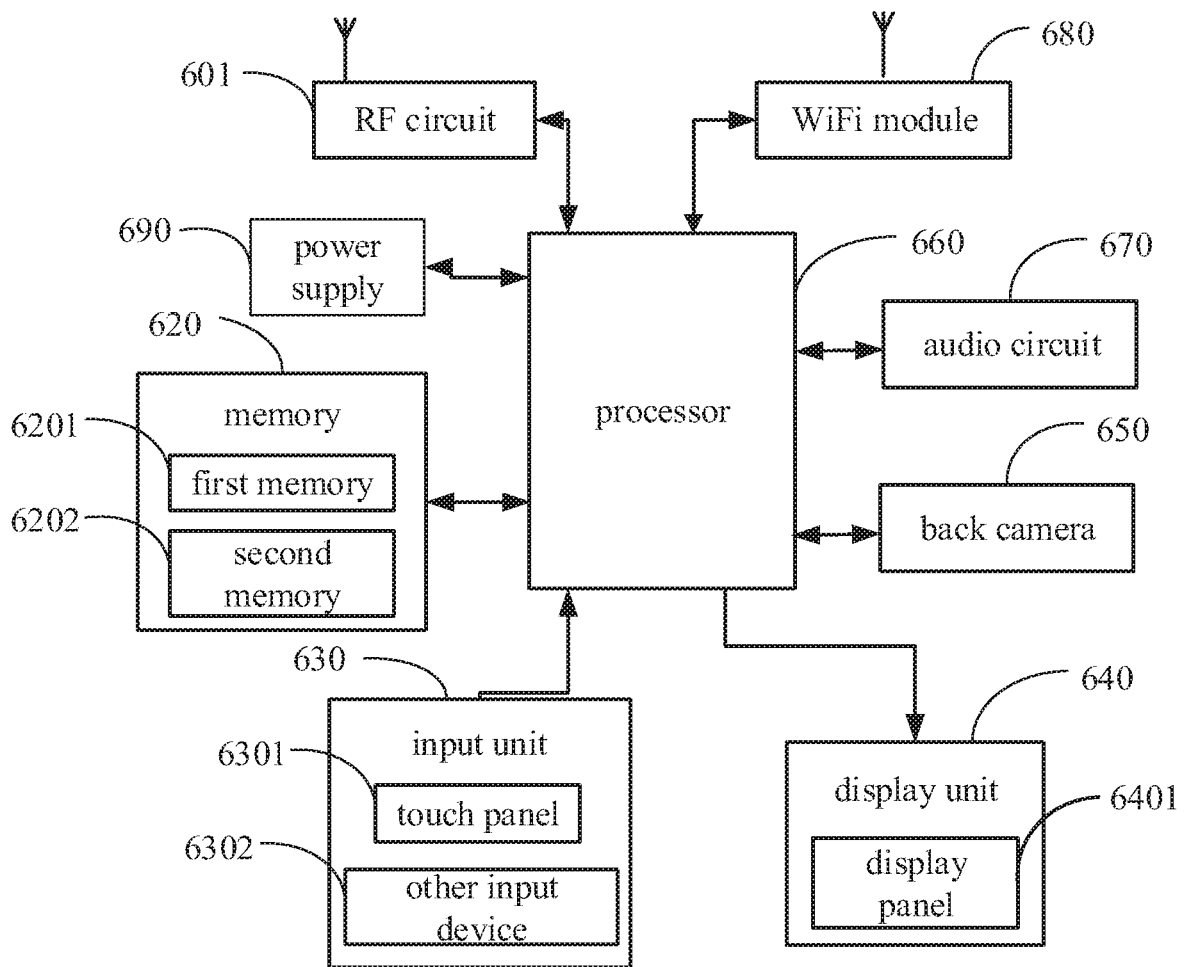 601
RF circuit
680
WiFi module
690
power
supply
660
670
audio circuit
620
memory
6201
first memory
6202
second
memory
processor
650
back camera
630
input unit
6301
touch panel
6302
other input
device
640
display unit
6401
display
panel